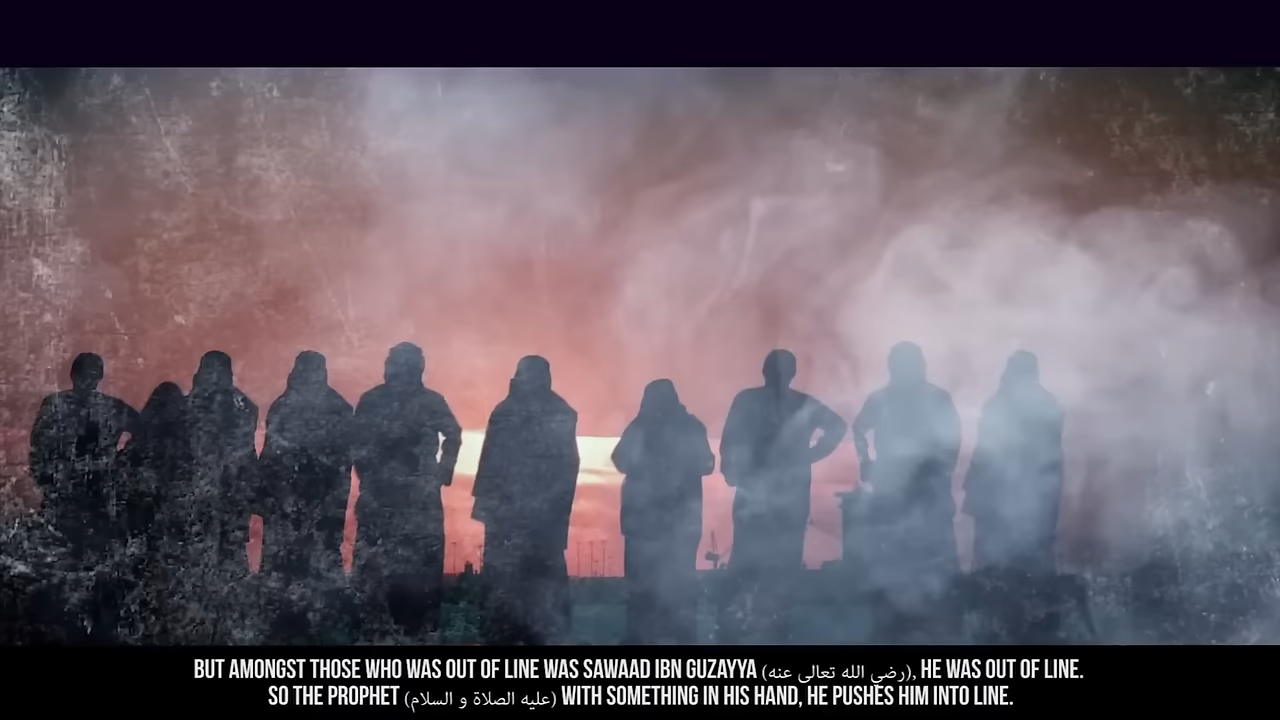 BUT AMONGST THOSE WHO WAS OUT OF LINE WAS SAWAAD IBN GUZAYYA (رضي الله تعالى عنه), HE WAS OUT OF LINE.
SO THE PROPHET (عليه الصلاة و السلام) WITH SOMETHING IN HIS HAND, HE PUSHES HIM INTO LINE.